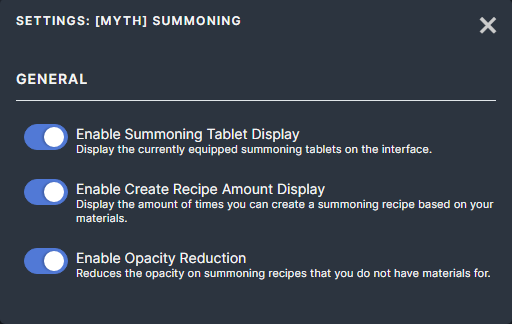 SETTINGS: [MYTH] SUMMONING
GENERAL
Enable Summoning Tablet Display
Display the currently equipped summoning tablets on the interface.
Enable Create Recipe Amount Display
Display the amount of times you can create a summoning recipe based on your
materials.
Enable Opacity Reduction
Reduces the opacity on summoning recipes that you do not have materials for.